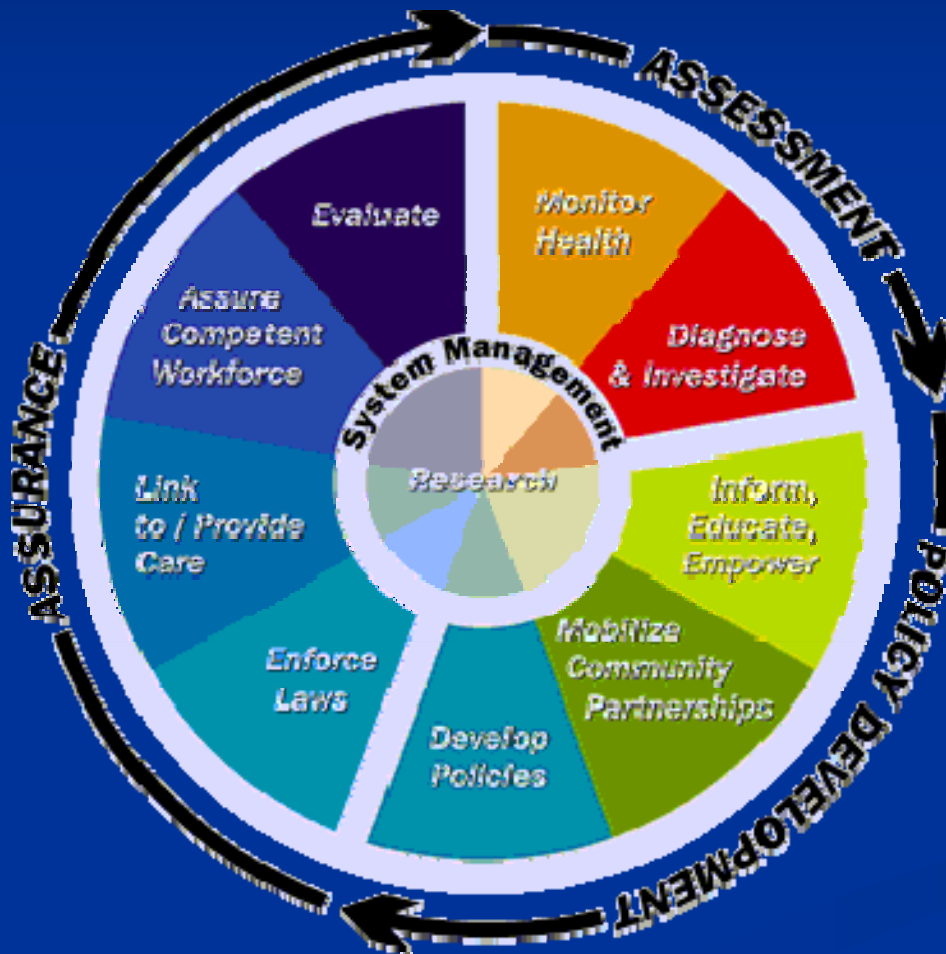 ASSESSMENT
POLICY DEVELOPMENT
ASSURANCE
Monitor
Health
Diagnose
& Investigate
Inform,
Educate,
Empower
Mobilize
Community
Partnerships
Develop
Policies
Enforce
Laws
Link
to / Provide
Care
Assure
Competent
Workforce
Evaluate
System Management
Research